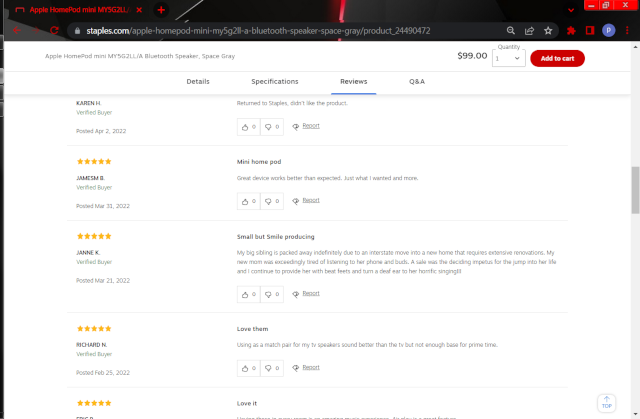 Apple HomePod mini MY5G2LL/
staples.com/apple-homepod-mini-my5g2ll-a-bluetooth-speaker-space-gray/product_24490472
P
Apple HomePod mini MY5G2LL/A Bluetooth Speaker, Space Gray
$99.00
Quantity
1
Add to cart
Details Specifications Reviews Q&A
KAREN H.
Verified Buyer
Posted Apr 2, 2022
Returned to Staples, didn't like the product.
0 0 Report
JAMESM B.
Verified Buyer
Posted Mar 31, 2022
Mini home pod
Great device works better than expected. Just what I wanted and more.
0 0 Report
JANNE K.
Verified Buyer
Posted Mar 21, 2022
Small but Smile producing
My big sibling is packed away indefinitely due to an interstate move into a new home that requires extensive renovations. My
new mom was exceedingly tired of listening to her phone and buds. A sale was the deciding impetus for the jump into her life
and I continue to provide her with beat feets and turn a deaf ear to her horrific singing!!!
0 0 Report
RICHARD N.
Verified Buyer
Posted Feb 25, 2022
Love them
Using as a match pair for my tv speakers sound better than the tv but not enough base for prime time.
0 0 Report
Love it
TOP